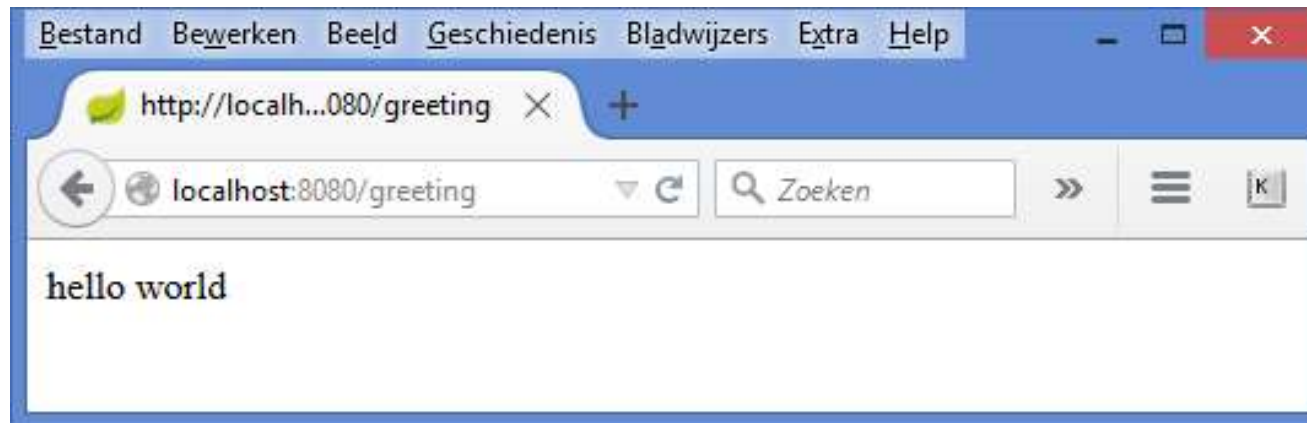 Bestand Bewerken Beeld Geschiedenis Bladwijzers Extra Help
http://localh...080/greeting
localhost:8080/greeting Zoeken K
hello world